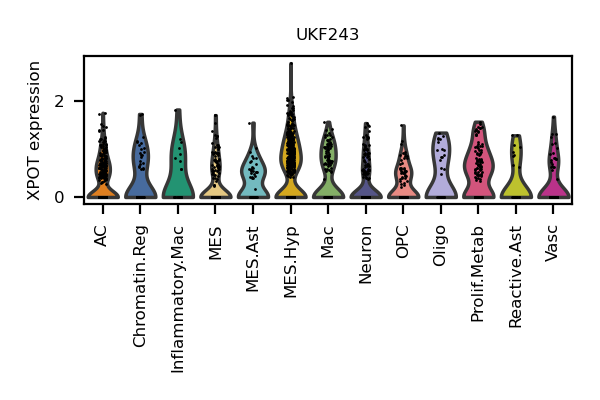 UKF243
XPOT expression
2
0
AC
Chromatin.Reg
Inflammatory.Mac
MES
MES.Ast
MES.Hyp
Mac
Neuron
OPC
Oligo
Prolif.Metab
Reactive.Ast
Vasc